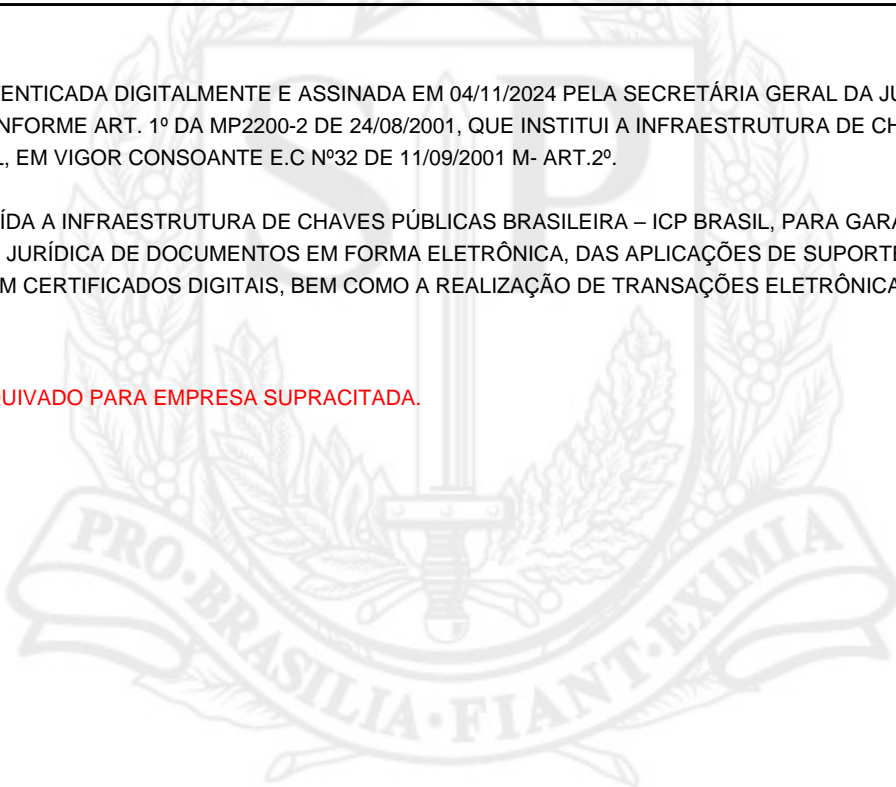 ENTICADA DIGITALMENTE E ASSINADA EM 04/11/2024 PELA SECRETÁRIA GERAL DA JU
NFORME ART. 1º DA MP2200-2 DE 24/08/2001, QUE INSTITUI A INFRAESTRUTURA DE CH
L, EM VIGOR CONSOANTE E.C Nº32 DE 11/09/2001 M- ART.2º.
ÍDA A INFRAESTRUTURA DE CHAVES PÚBLICAS BRASILEIRA – ICP BRASIL, PARA GARA
JURÍDICA DE DOCUMENTOS EM FORMA ELETRÔNICA, DAS APLICAÇÕES DE SUPORTE
M CERTIFICADOS DIGITAIS, BEM COMO A REALIZAÇÃO DE TRANSAÇÕES ELETRÔNICA
UIVADO PARA EMPRESA SUPRACITADA.
SP
PRO·BRASILIA·FIANT·EXIMIA